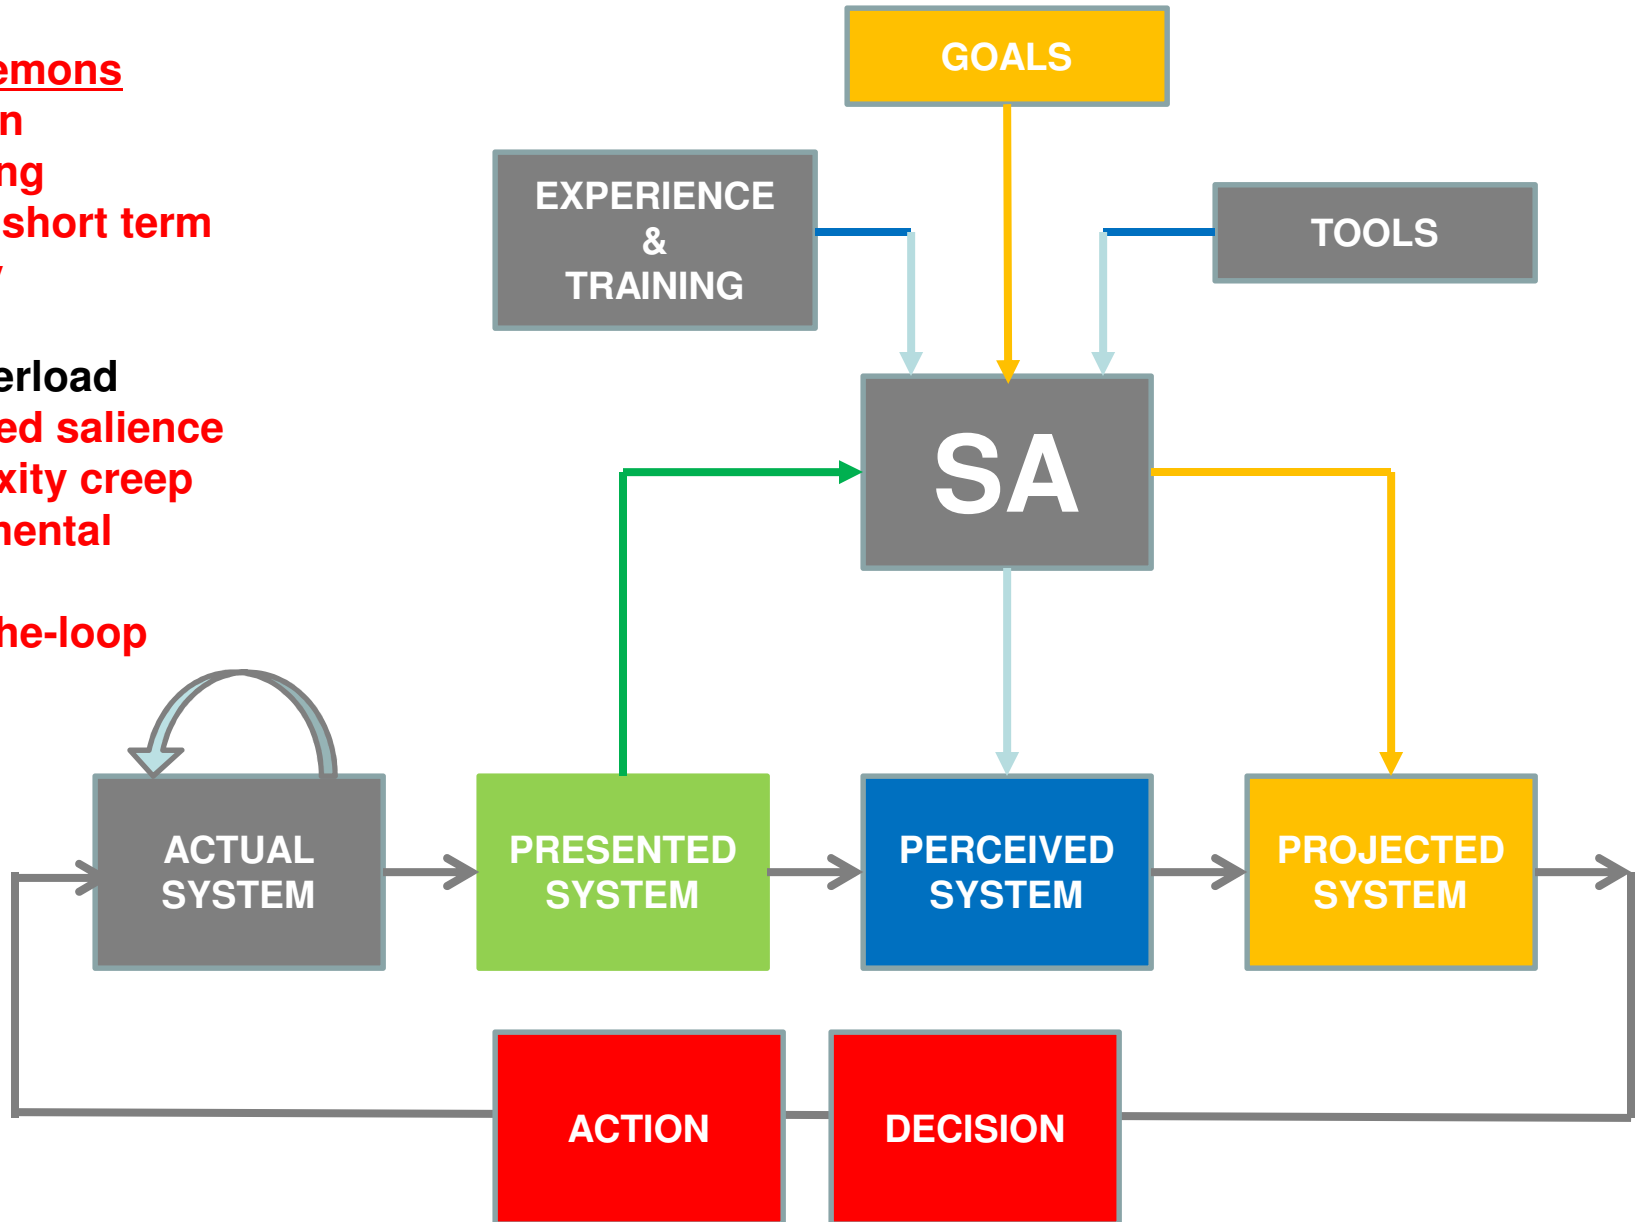 emons
n
ng
short term
y
erload
ed salience
xity creep
mental
he-loop
GOALS
EXPERIENCE
&
TRAINING
TOOLS
SA
ACTUAL
SYSTEM
PRESENTED
SYSTEM
PERCEIVED
SYSTEM
PROJECTED
SYSTEM
ACTION
DECISION